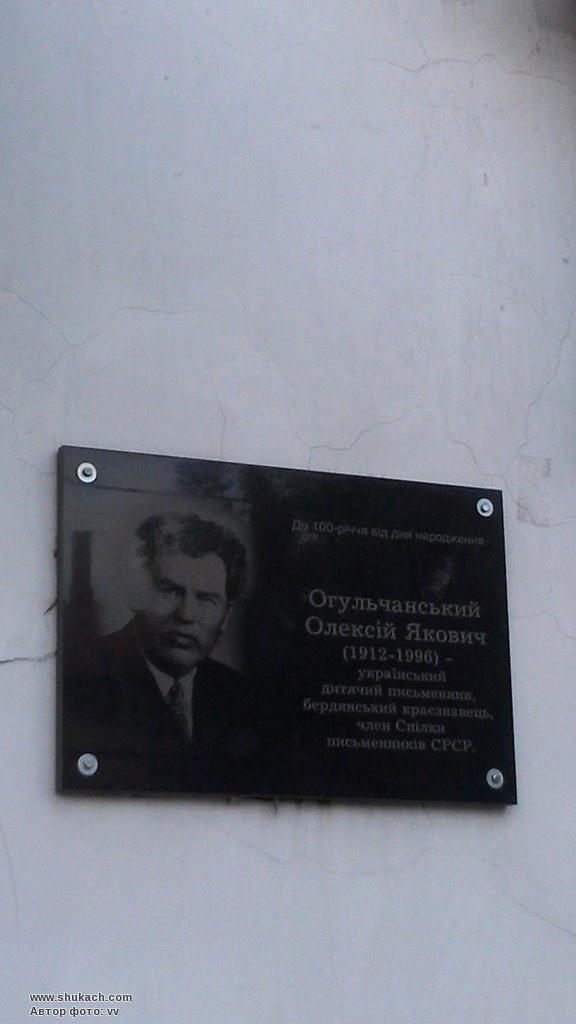 До 100-річчя від дня народження
Огульчанський
Олексій Якович
(1912-1996) –
український
дитячий письменник,
бердянський краєзнавець,
член Спілки
письменників СРСР.
www.shukach.com
Автор фото: vv